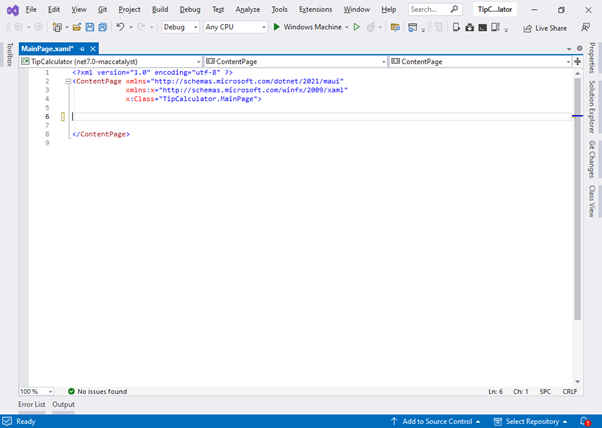 File Edit View Git Project Build Debug Test Analyze Tools Extensions Window Help Search... TipC...lator
Debug Any CPU Windows Machine Live Share
Toolbox
MainPage.xaml*
TipCalculator (net7.0-maccatalyst) ContentPage ContentPage
1 <?xml version="1.0" encoding="utf-8" ?>
2 <ContentPage xmlns="http://schemas.microsoft.com/dotnet/2021/maui"
3 xmlns:x="http://schemas.microsoft.com/winfx/2009/xaml"
4 x:Class="TipCalculator.MainPage">
5
6
7
8 </ContentPage>
9
Properties
Solution Explorer
Git Changes
Class View
100 % No issues found Ln: 6 Ch: 1 SPC CRLF
Error List Output
Ready Add to Source Control Select Repository 1